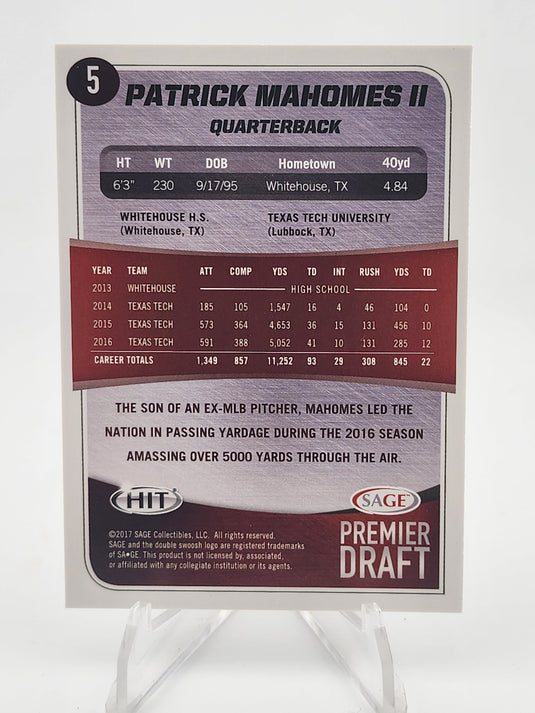 5
PATRICK MAHOMES II
QUARTERBACK
HT WT DOB Hometown 40yd
6'3" 230 9/17/95 Whitehouse, TX 4.84
WHITEHOUSE H.S. TEXAS TECH UNIVERSITY
(Whitehouse, TX) (Lubbock, TX)
YEAR TEAM ATT COMP YDS TD INT RUSH YDS TD
2013 WHITEHOUSE HIGH SCHOOL
2014 TEXAS TECH 185 105 1,547 16 4 46 104 0
2015 TEXAS TECH 573 364 4,653 36 15 131 456 10
2016 TEXAS TECH 591 388 5,052 41 10 131 285 12
CAREER TOTALS 1,349 857 11,252 93 29 308 845 22
THE SON OF AN EX-MLB PITCHER, MAHOMES LED THE
NATION IN PASSING YARDAGE DURING THE 2016 SEASON
AMASSING OVER 5000 YARDS THROUGH THE AIR.
HIT SAGE
©2017 SAGE Collectibles, LLC. All rights reserved.
SAGE and the double swoosh logo are registered trademarks
of SA•GE. This product is not licensed by, associated,
or affiliated with any collegiate institution or its agents.
PREMIER
DRAFT